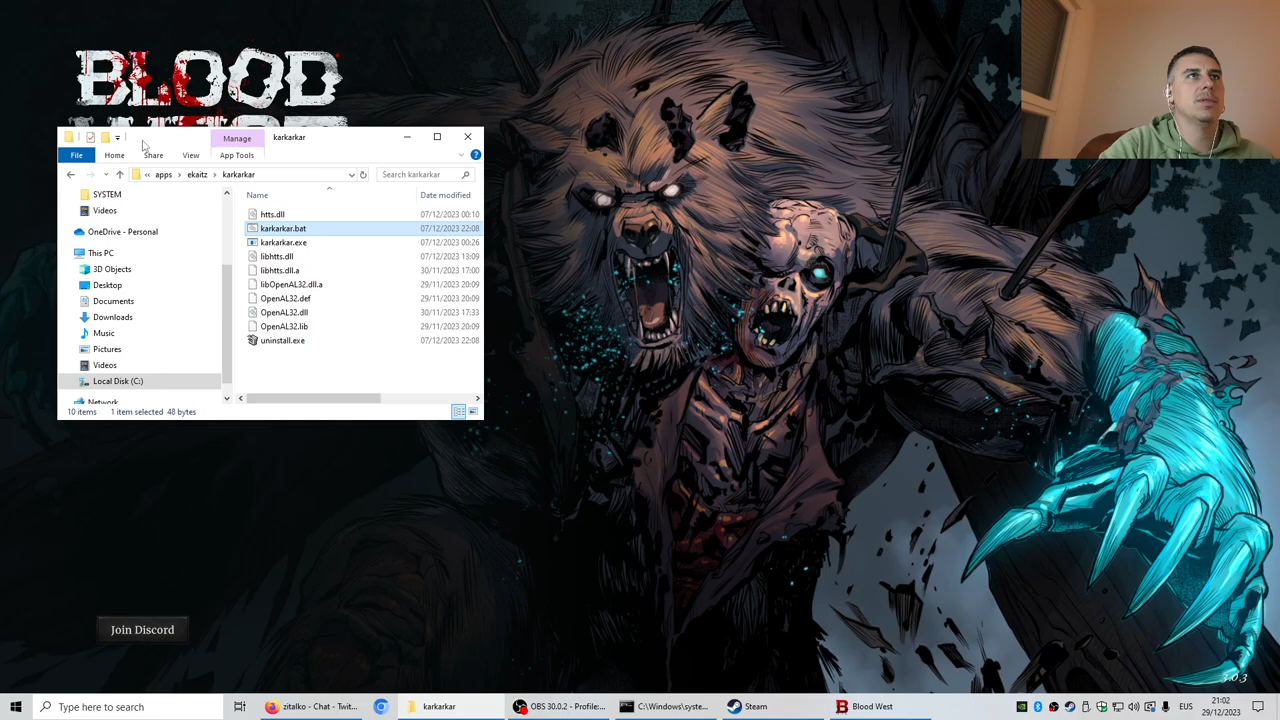 BLOOD
Manage
karkarkar
File
Home
Share
View
App Tools
apps
ekaitz
karkarkar
Search karkarkar
SYSTEM
Videos
OneDrive - Personal
This PC
3D Objects
Desktop
Documents
Downloads
Music
Pictures
Videos
Local Disk (C:)
Network
Name
Date modified
htts.dll 07/12/2023 00:10
karkarkar.bat 07/12/2023 22:08
karkarkar.exe 07/12/2023 00:26
libhtts.dll 07/12/2023 13:09
libhtts.dll.a 30/11/2023 17:00
libOpenAL32.dll.a 29/11/2023 20:09
OpenAL32.def 29/11/2023 20:09
OpenAL32.dll 30/11/2023 17:33
OpenAL32.lib 29/11/2023 20:09
uninstall.exe 07/12/2023 22:08
10 items 1 item selected 48 bytes
Join Discord
3.0.3
Type here to search
zitalko - Chat - Twit...
karkarkar
OBS 30.0.2 - Profile:...
C:\Windows\syste...
Steam
Blood West
EUS
21:02
29/12/2023